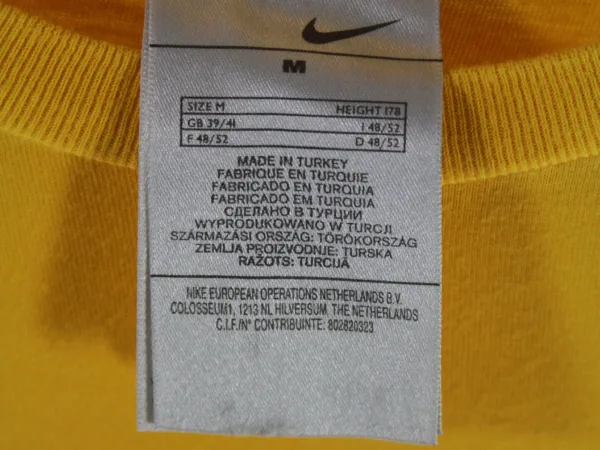 M
SIZE M HEIGHT 178
GB 39/41 I 48/52
F 48/52 D 48/52
MADE IN TURKEY
FABRIQUE EN TURQUIE
FABRICADO EN TURQUIA
FABRICADO EM TURQUIA
СДЕЛАНО В ТУРЦИИ
WYPRODUKOWANO W TURCJI
SZÁRMAZÁSI ORSZÁG: TÖRÖKORSZÁG
ZEMLJA PROIZVODNJE: TURSKA
RAŽOTS: TURCIJĀ
NIKE EUROPEAN OPERATIONS NETHERLANDS B.V.
COLOSSEUM1, 1213 NL HILVERSUM, THE NETHERLANDS
C.I.F./N° CONTRIBUINTE: 802820323